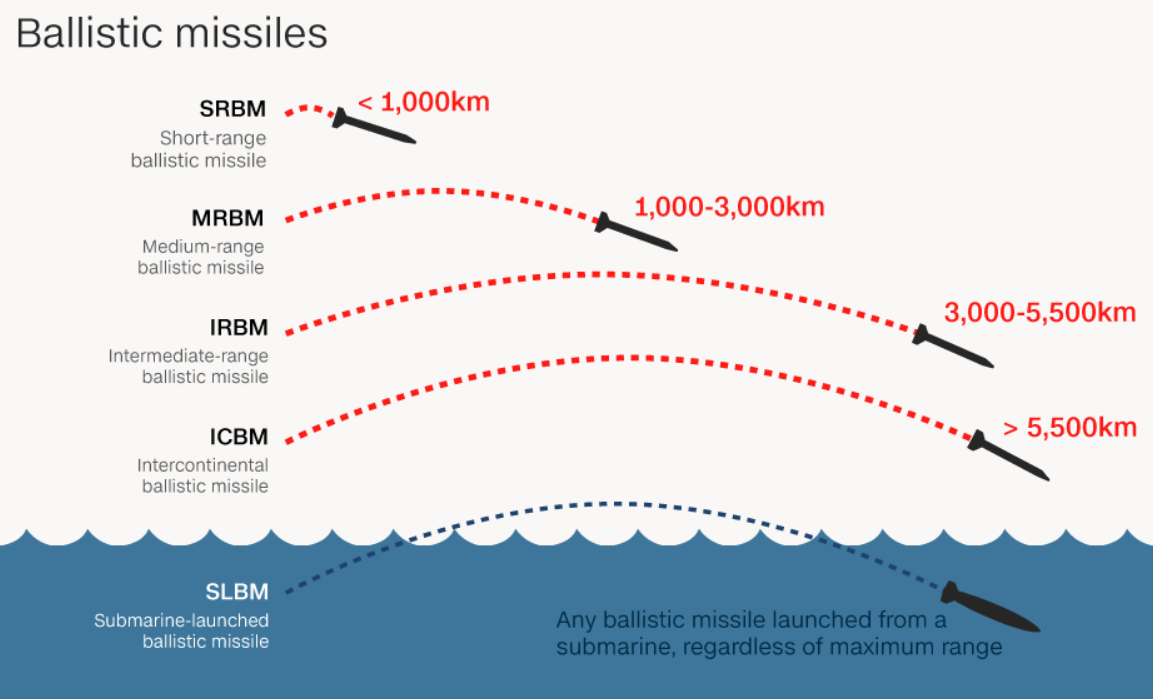 Ballistic missiles
SRBM
Short-range
ballistic missile
< 1,000km
MRBM
Medium-range
ballistic missile
1,000-3,000km
IRBM
Intermediate-range
ballistic missile
3,000-5,500km
ICBM
Intercontinental
ballistic missile
> 5,500km
SLBM
Submarine-launched
ballistic missile
Any ballistic missile launched from a
submarine, regardless of maximum range